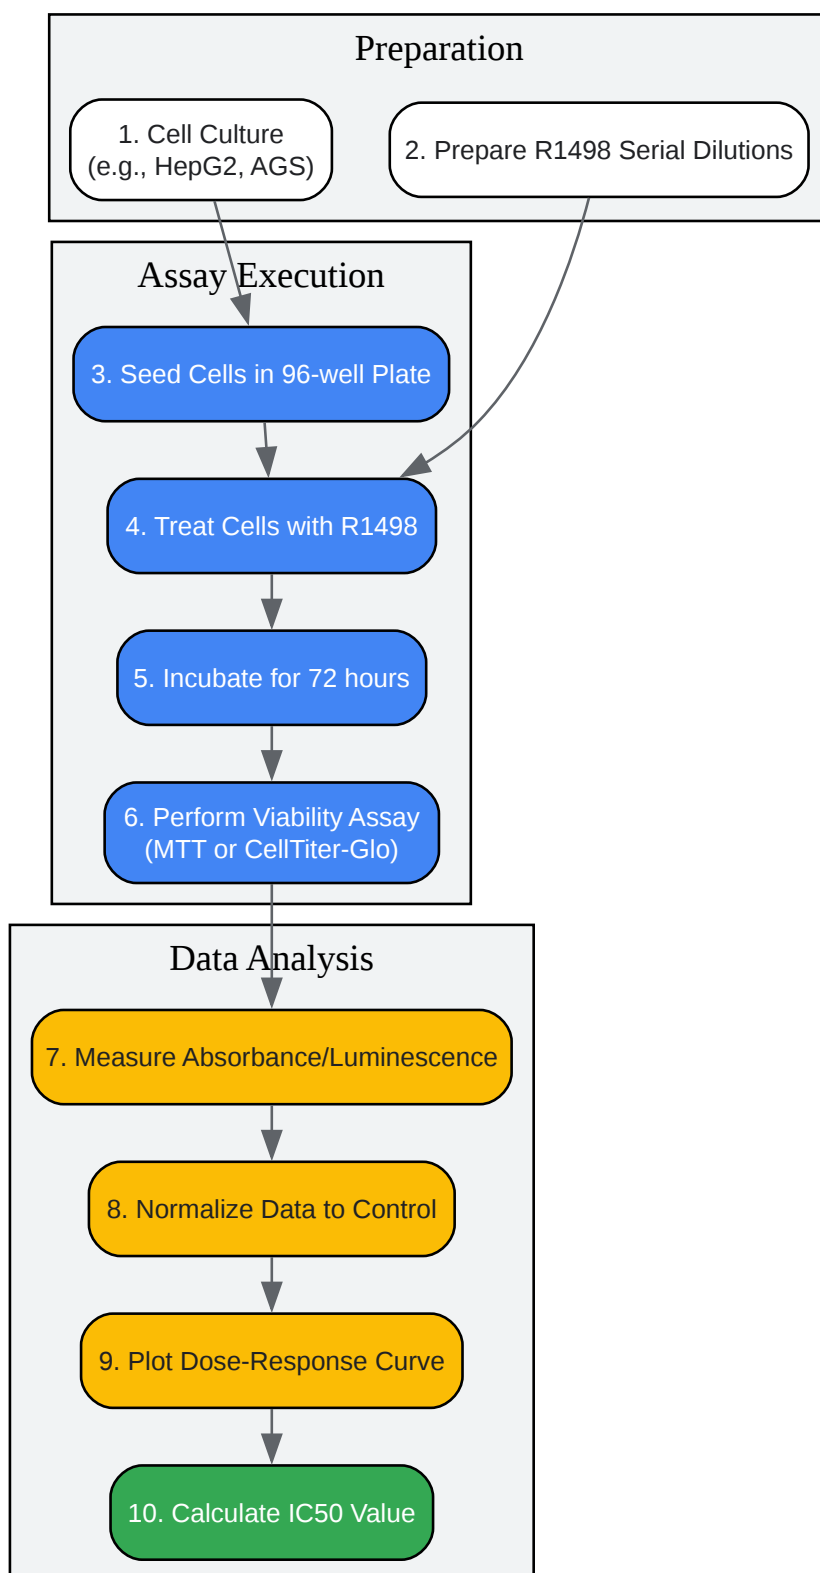 Preparation
1. Cell Culture
(e.g., HepG2, AGS)
2. Prepare R1498 Serial Dilutions
Assay Execution
3. Seed Cells in 96-well Plate
4. Treat Cells with R1498
5. Incubate for 72 hours
6. Perform Viability Assay
(MTT or CellTiter-Glo)
Data Analysis
7. Measure Absorbance/Luminescence
8. Normalize Data to Control
9. Plot Dose-Response Curve
10. Calculate IC50 Value